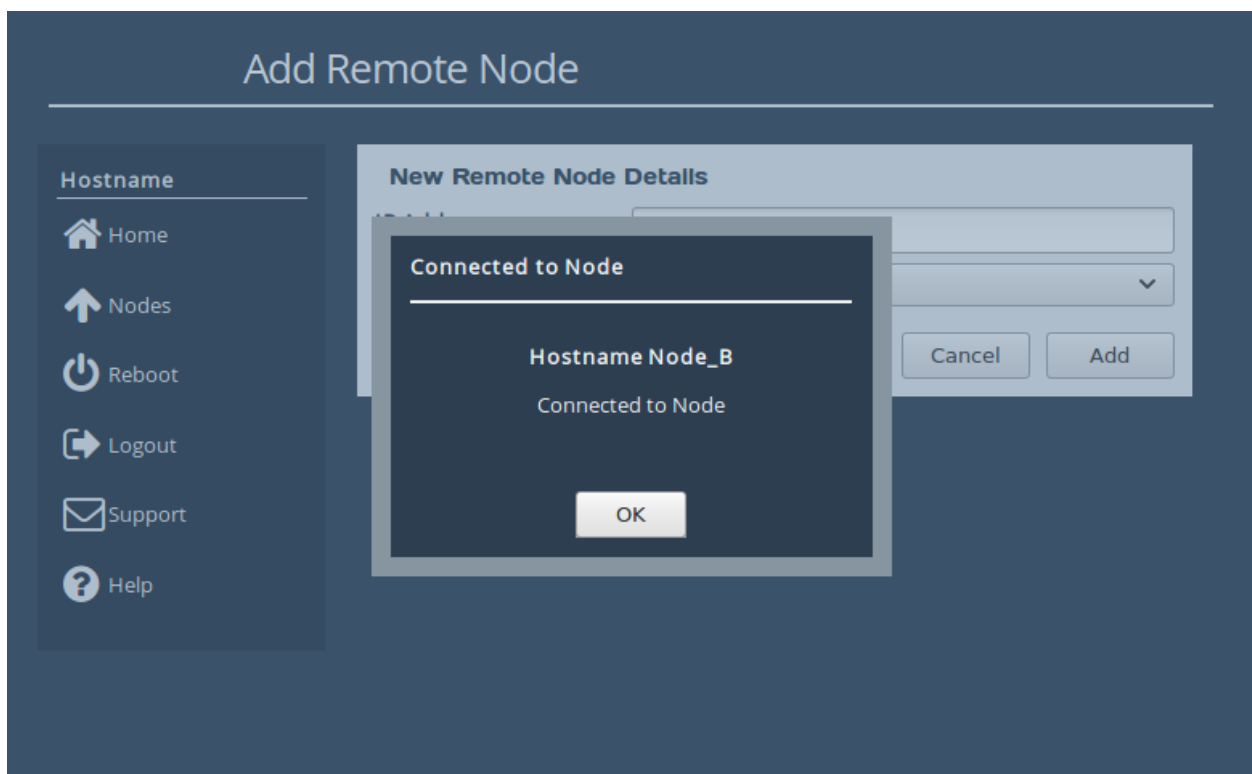 Add Remote Node
Hostname
Home
Nodes
Reboot
Logout
Support
Help
New Remote Node Details
Cancel
Add
Connected to Node
Hostname Node_B
Connected to Node
OK